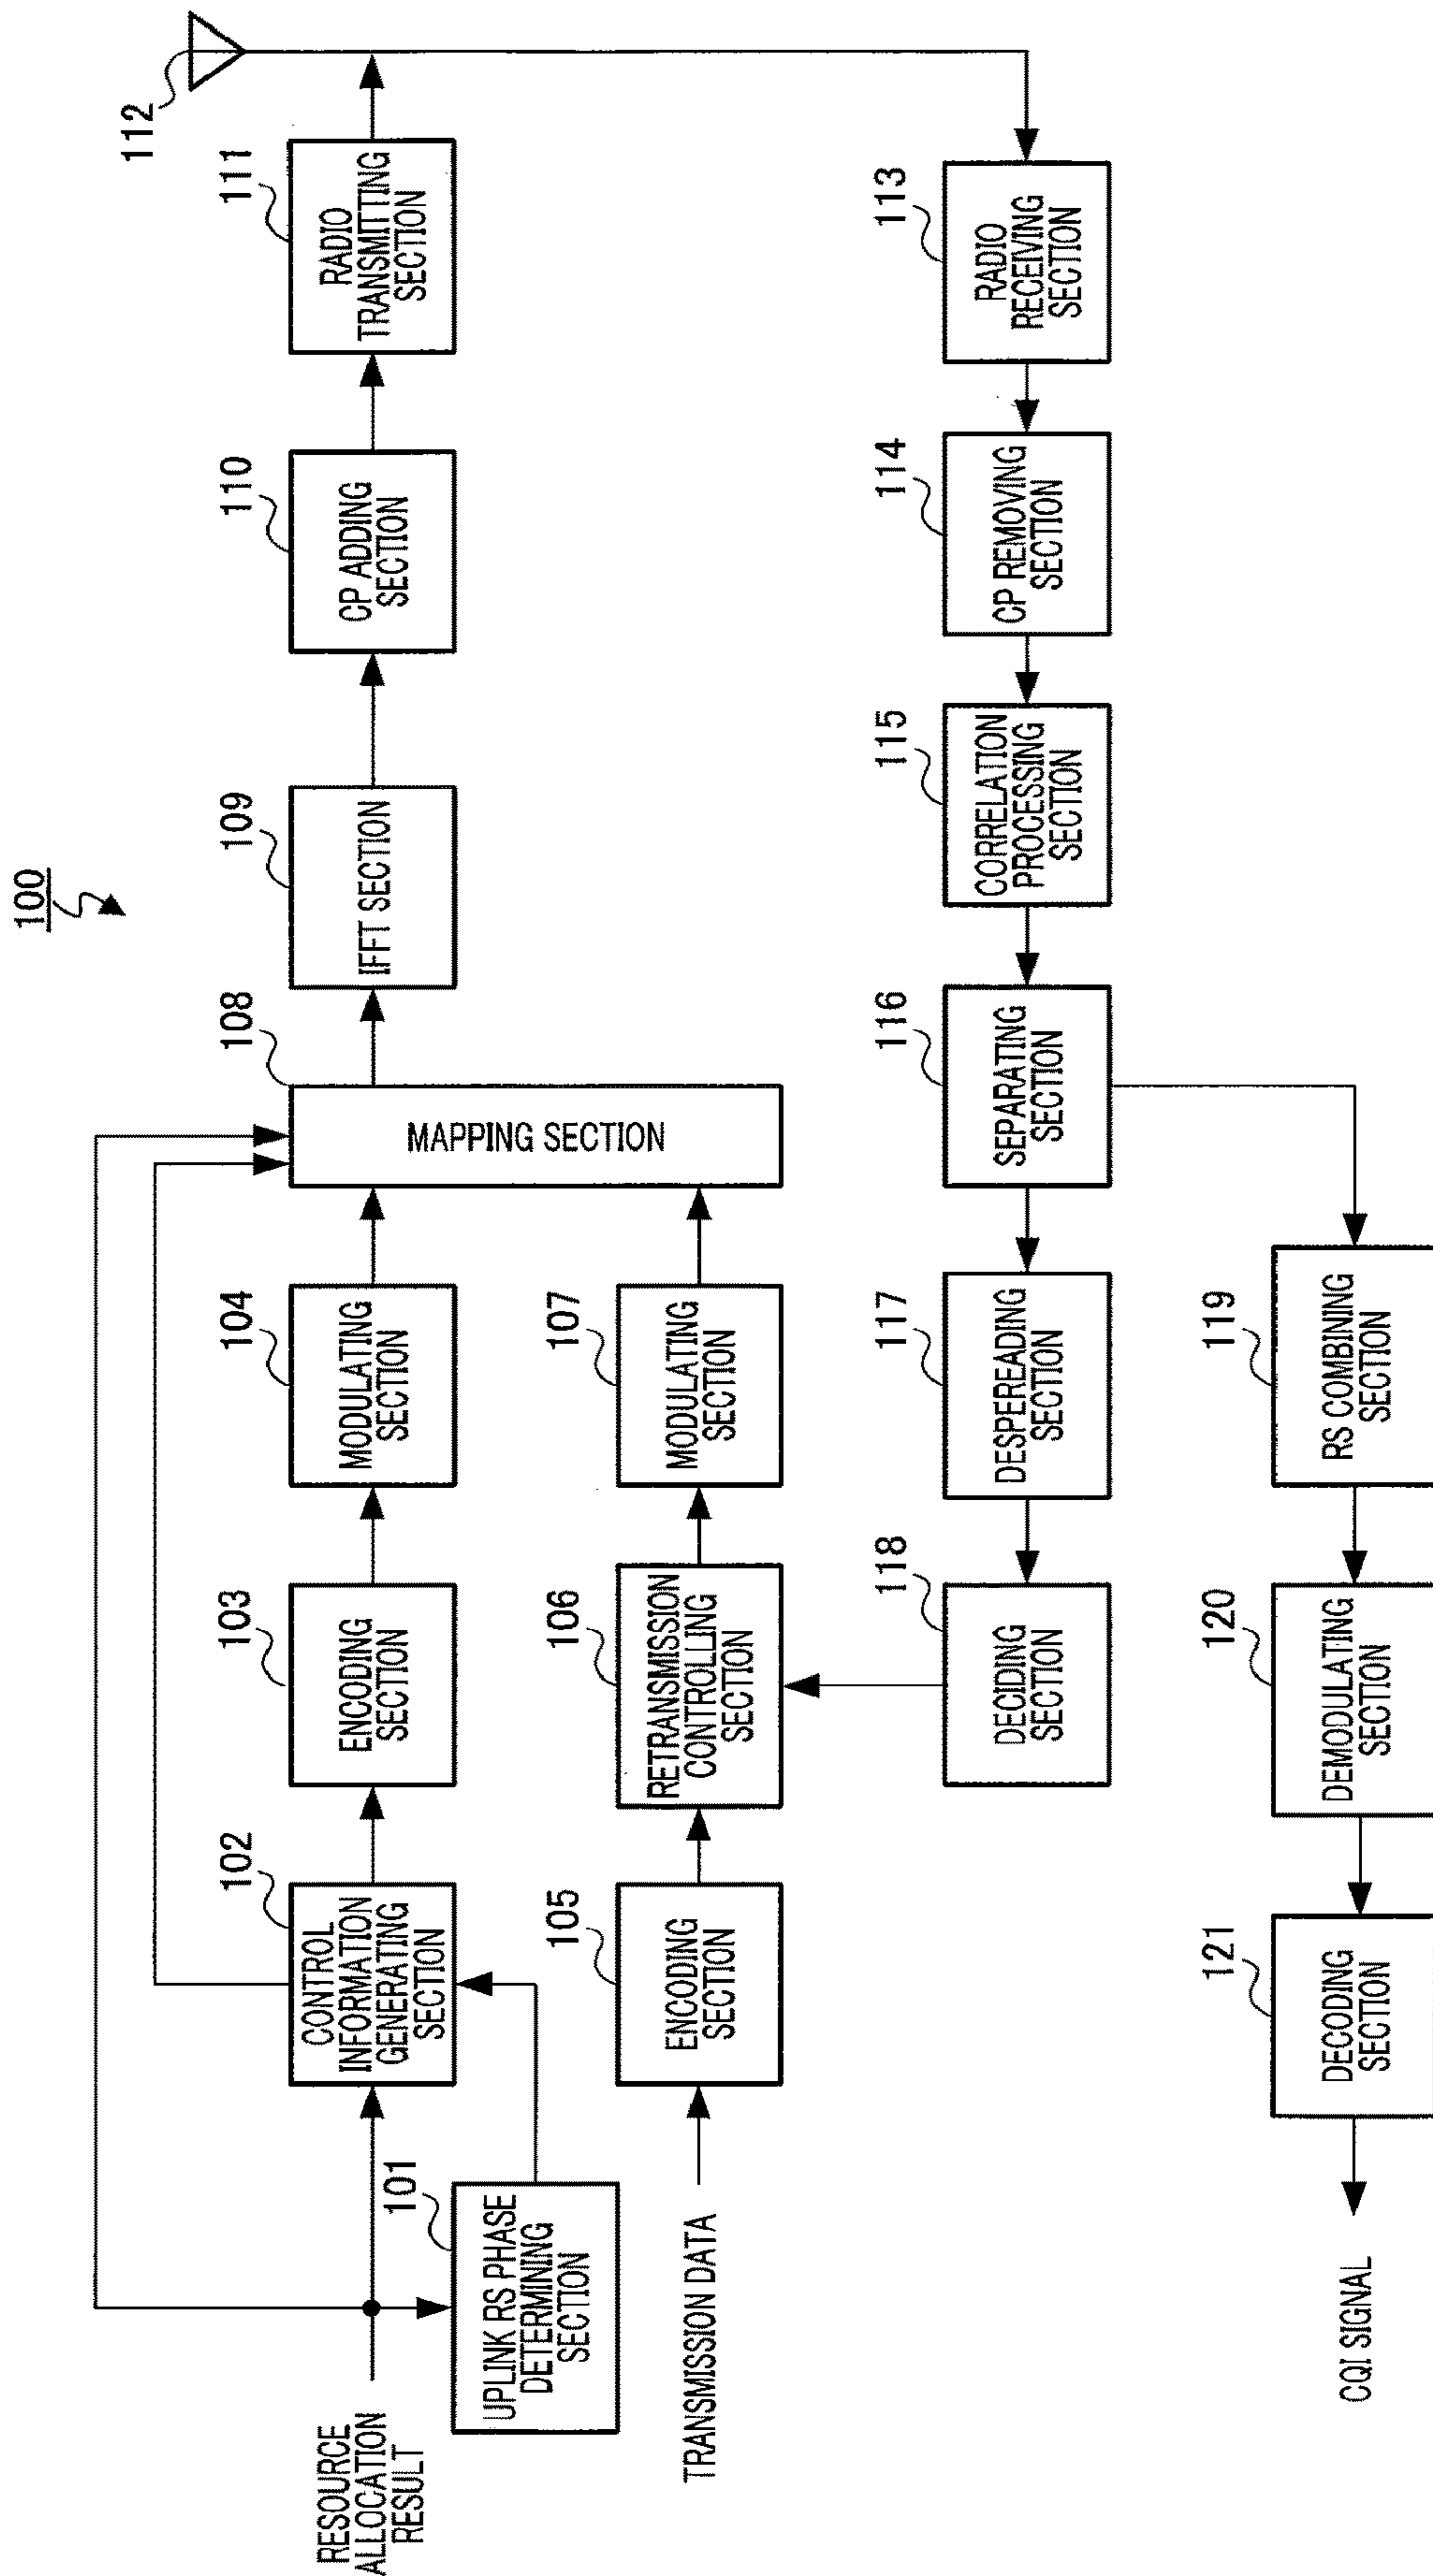 100
RESOURCE
ALLOCATION
RESULT
101
UPLINK RS PHASE
DETERMINING
SECTION
102
CONTROL
INFORMATION
GENERATING
SECTION
103
ENCODING
SECTION
104
MODULATING
SECTION
TRANSMISSION DATA
105
ENCODING
SECTION
106
RETRANSMISSION
CONTROLLING
SECTION
107
MODULATING
SECTION
108
MAPPING SECTION
109
IFFT SECTION
110
CP ADDING
SECTION
111
RADIO
TRANSMITTING
SECTION
112
113
RADIO
RECEIVING
SECTION
114
CP REMOVING
SECTION
115
CORRELATION
PROCESSING
SECTION
116
SEPARATING
SECTION
117
DESPEREADING
SECTION
118
DECIDING
SECTION
119
RS COMBINING
SECTION
120
DEMODULATING
SECTION
121
DECODING
SECTION
CQI SIGNAL